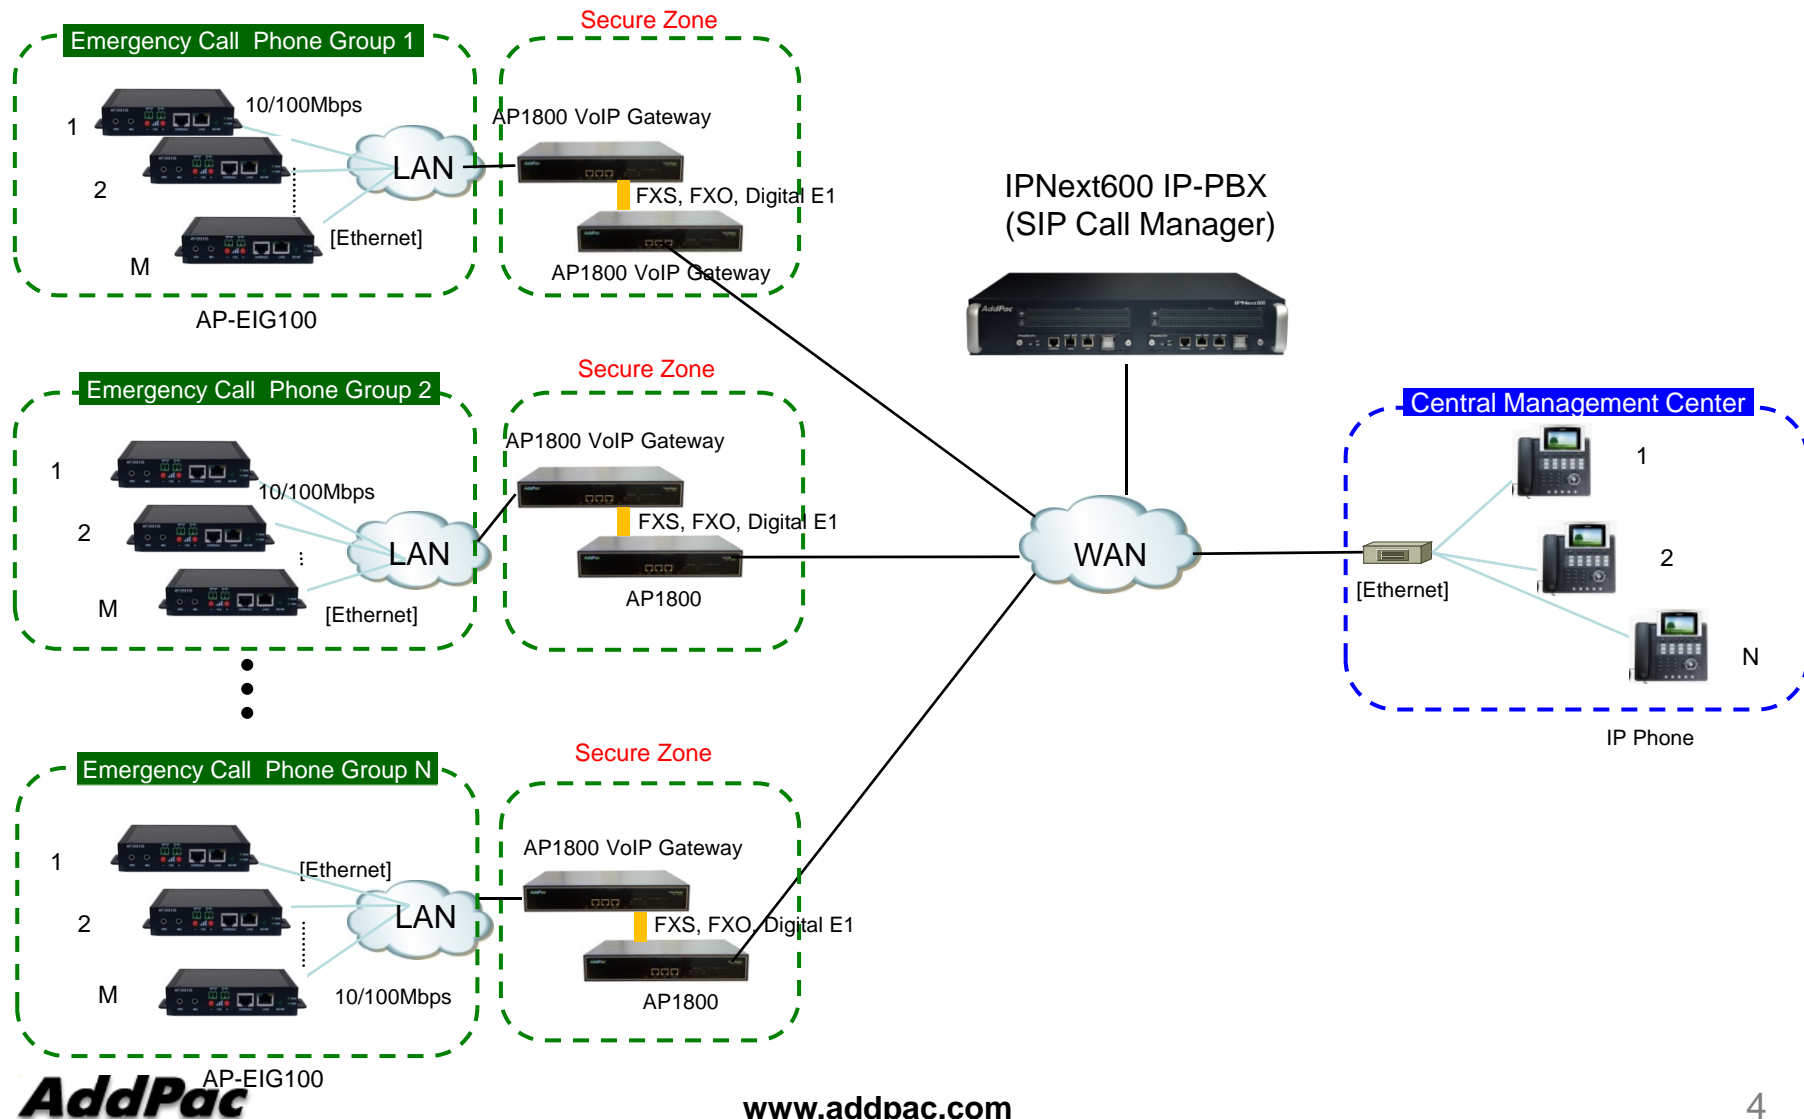 Secure Zone
Emergency Call  Phone Group 1
10/100Mbps
1
AP1800 VoIP Gateway
LAN
2
FXS, FXO, Digital E1
[Ethernet]
M
AP1800 VoIP Gateway
AP-EIG100
IPNext600 IP-PBX
(SIP Call Manager)
AddPac
IPNext600
Secure Zone
Emergency Call  Phone Group 2
AP1800 VoIP Gateway
1
10/100Mbps
2
FXS, FXO, Digital E1
LAN
M
[Ethernet]
AP1800
WAN
Central Management Center
1
2
[Ethernet]
N
IP Phone
Secure Zone
Emergency Call  Phone Group N
AP1800 VoIP Gateway
1
[Ethernet]
2
LAN
FXS, FXO, Digital E1
M
10/100Mbps
AP1800
AP-EIG100
AddPac
www.addpac.com
4